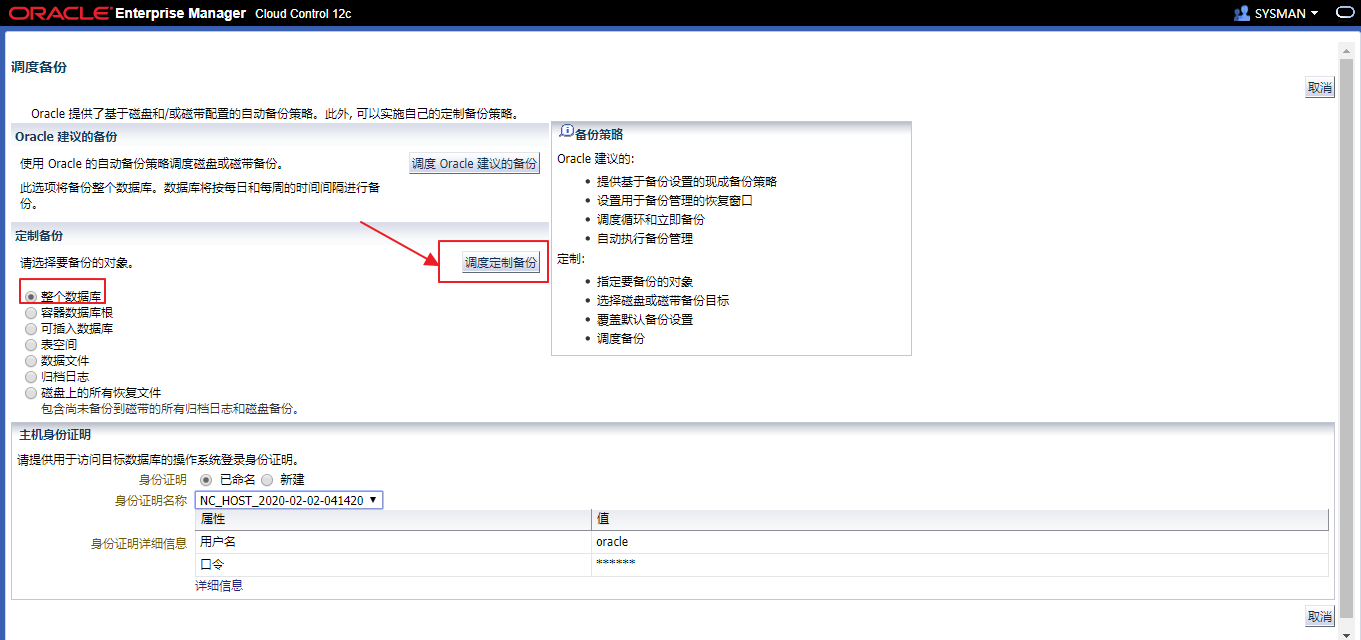 ORACLE Enterprise Manager Cloud Control 12c
SYSMAN
调度备份
取消
Oracle 提供了基于磁盘和/或磁带配置的自动备份策略。此外, 可以实施自己的定制备份策略。
Oracle 建议的备份
使用 Oracle 的自动备份策略调度磁盘或磁带备份。
调度 Oracle 建议的备份
此选项将备份整个数据库。数据库将按每日和每周的时间间隔进行备
份。
定制备份
请选择要备份的对象。
调度定制备份
整个数据库
容器数据库根
可插入数据库
表空间
数据文件
归档日志
磁盘上的所有恢复文件
包含尚未备份到磁带的所有归档日志和磁盘备份。
备份策略
Oracle 建议的:
• 提供基于备份设置的现成备份策略
• 设置用于备份管理的恢复窗口
• 调度循环和立即备份
• 自动执行备份管理
定制:
• 指定要备份的对象
• 选择磁盘或磁带备份目标
• 覆盖默认备份设置
• 调度备份
主机身份证明
请提供用于访问目标数据库的操作系统登录身份证明。
身份证明 已命名 新建
身份证明名称 NC_HOST_2020-02-02-041420
属性 值
身份证明详细信息
用户名 oracle
口令 ******
详细信息
取消